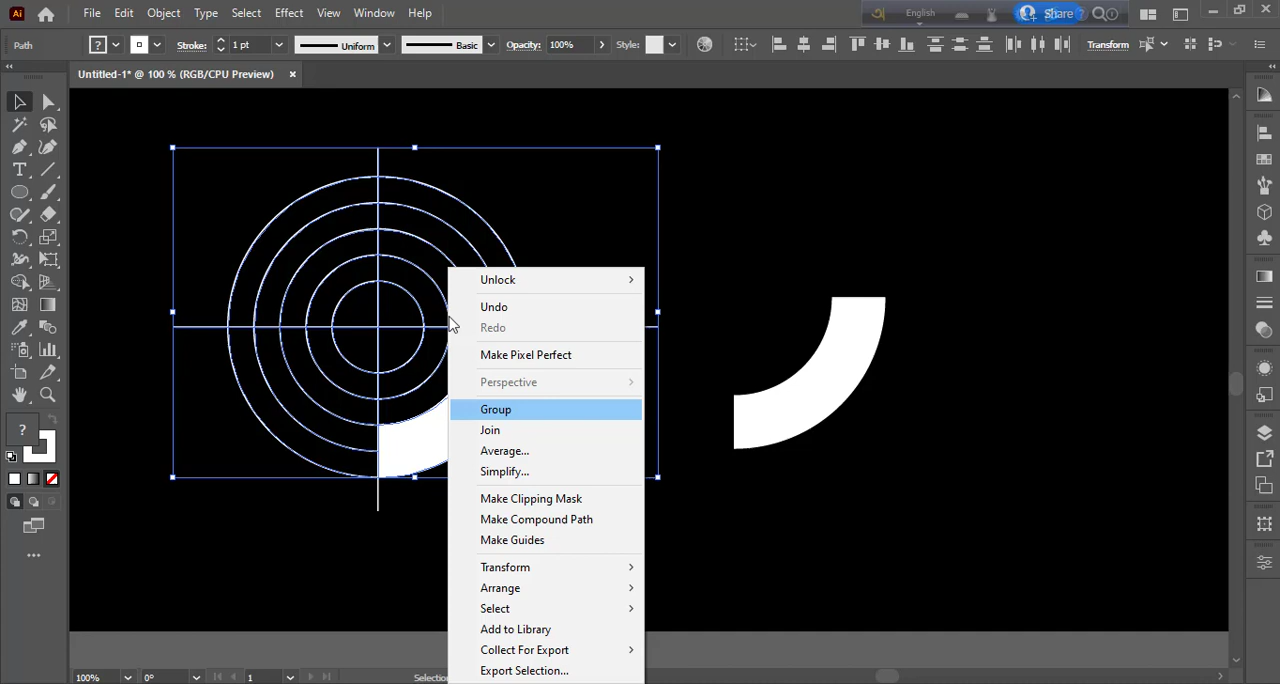 Ai File Edit Object Type Select Effect View Window Help English Share
Path ? Stroke: 1 pt Uniform Basic Opacity: 100% Style: Transform
Untitled-1* @ 100 % (RGB/CPU Preview) ×
Unlock
Undo
Redo
Make Pixel Perfect
Perspective
Group
Join
Average...
Simplify...
Make Clipping Mask
Make Compound Path
Make Guides
Transform
Arrange
Select
Add to Library
Collect For Export
Export Selection...
?
100% 0° 1 Selection